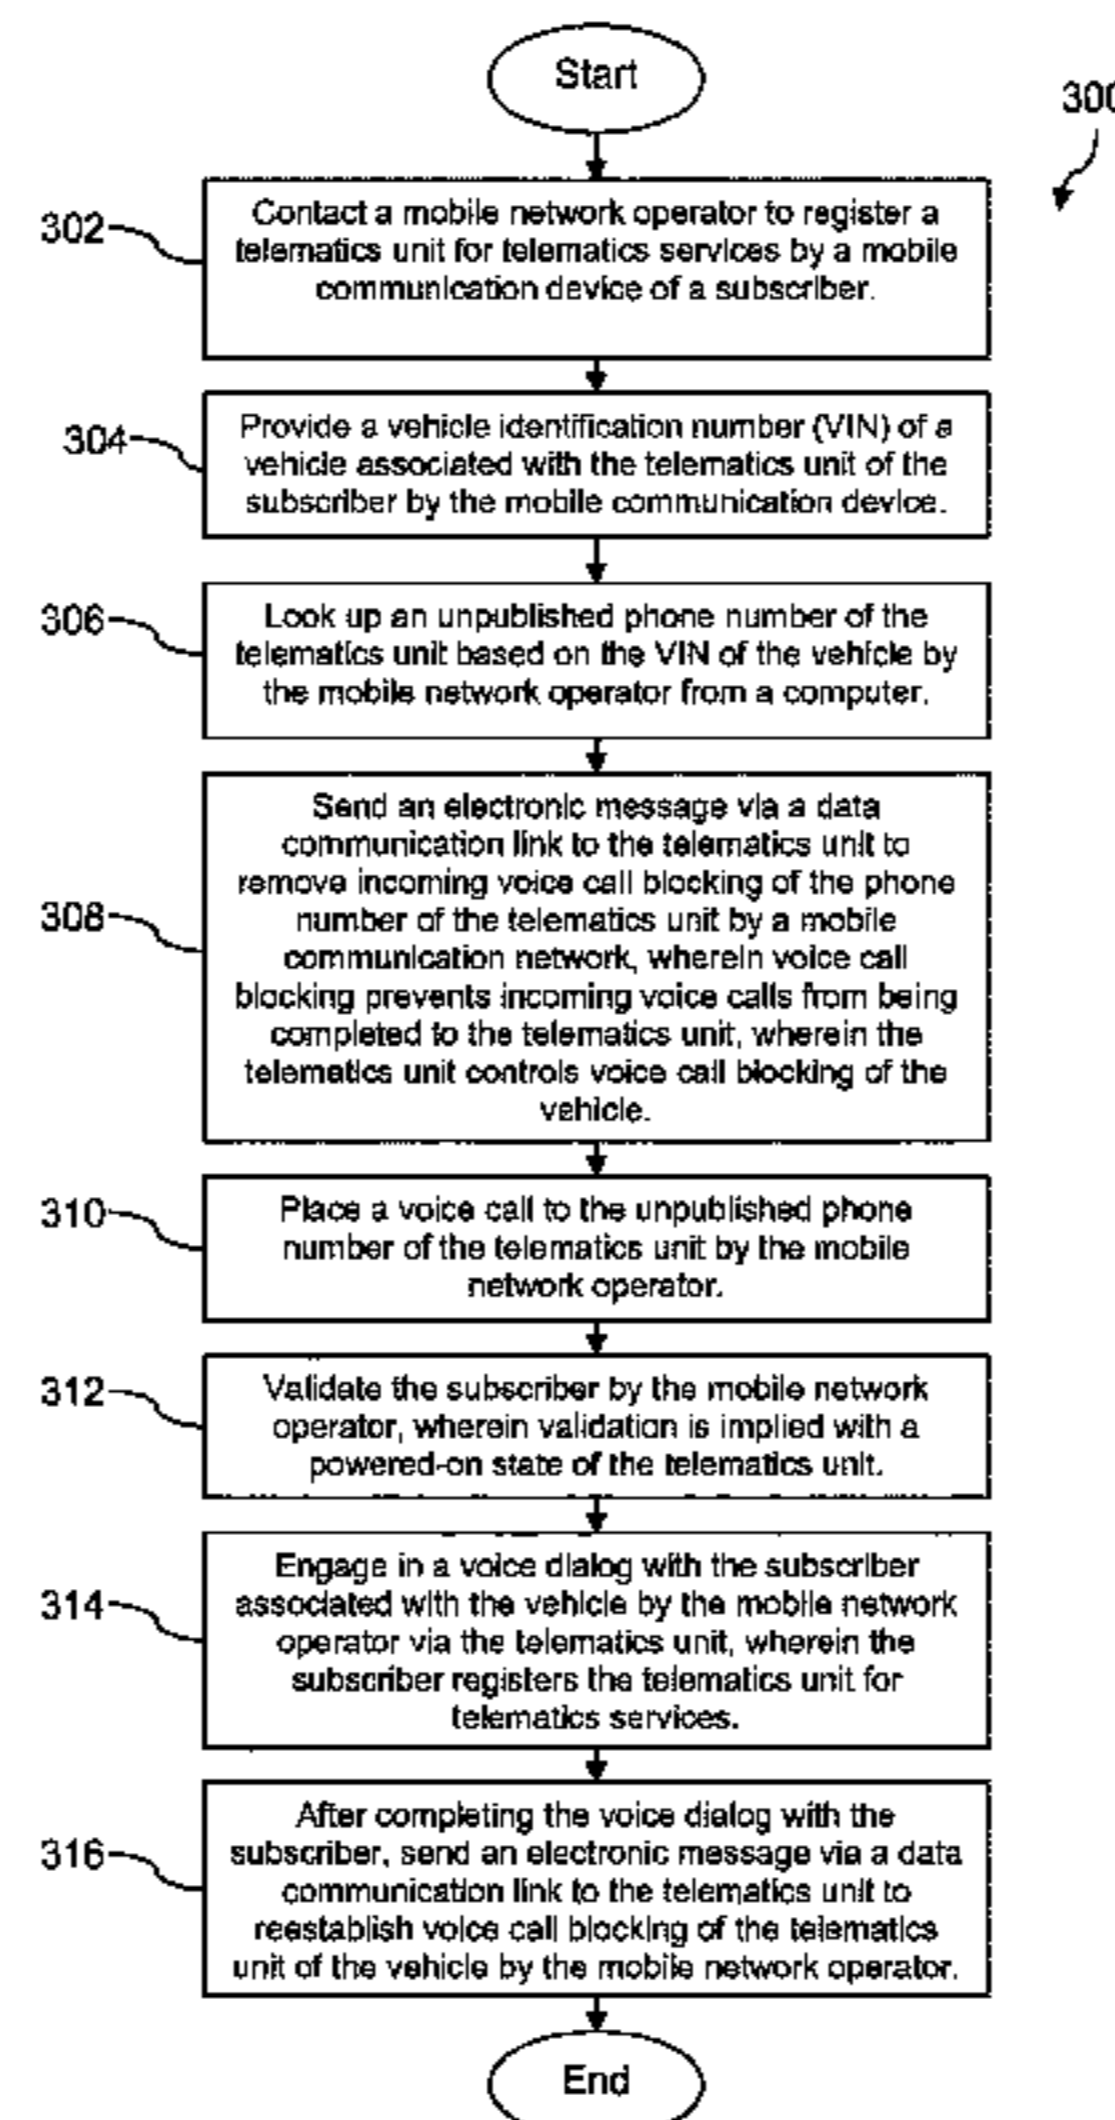 Start
300
302
Contact a mobile network operator to register a
telematics unit for telematics services by a mobile
communication device of a subscriber.
304
Provide a vehicle identification number (VIN) of a
vehicle associated with the telematics unit of the
subscriber by the mobile communication device.
306
Look up an unpublished phone number of the
telematics unit based on the VIN of the vehicle by
the mobile network operator from a computer.
308
Send an electronic message via a data
communication link to the telematics unit to
remove incoming voice call blocking of the phone
number of the telematics unit by a mobile
communication network, wherein voice call
blocking prevents incoming voice calls from being
completed to the telematics unit, wherein the
telematics unit controls voice call blocking of the
vehicle.
310
Place a voice call to the unpublished phone
number of the telematics unit by the mobile
network operator.
312
Validate the subscriber by the mobile network
operator, wherein validation is implied with a
powered-on state of the telematics unit.
314
Engage in a voice dialog with the subscriber
associated with the vehicle by the mobile network
operator via the telematics unit, wherein the
subscriber registers the telematics unit for
telematics services.
316
After completing the voice dialog with the
subscriber, send an electronic message via a data
communication link to the telematics unit to
reestablish voice call blocking of the telematics
unit of the vehicle by the mobile network operator.
End